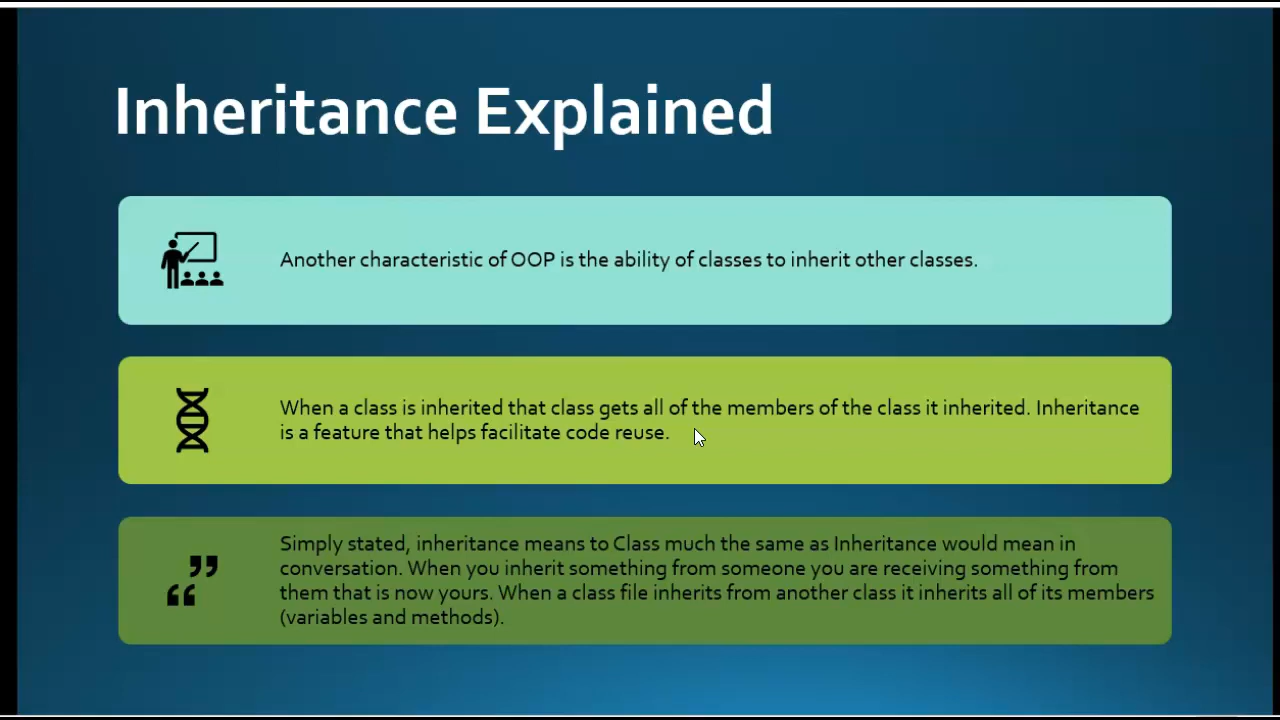 Inheritance Explained
Another characteristic of OOP is the ability of classes to inherit other classes.
When a class is inherited that class gets all of the members of the class it inherited. Inheritance
is a feature that helps facilitate code reuse.
Simply stated, inheritance means to Class much the same as Inheritance would mean in
conversation. When you inherit something from someone you are receiving something from
them that is now yours. When a class file inherits from another class it inherits all of its members
(variables and methods).